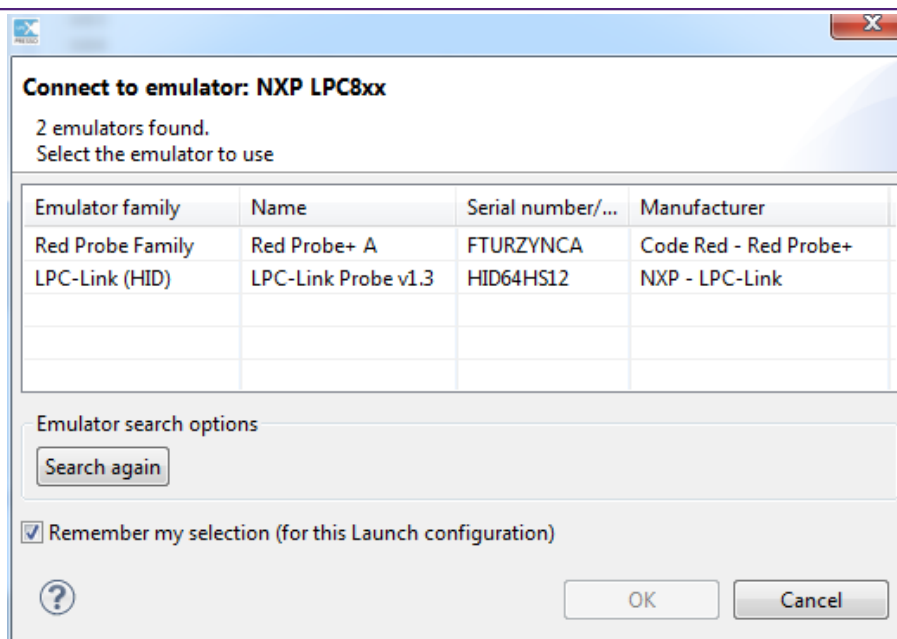 Connect to emulator: NXP LPC8xx
2 emulators found.
Select the emulator to use
Emulator family Name Serial number/... Manufacturer
Red Probe Family Red Probe+ A FTURZYNCA Code Red - Red Probe+
LPC-Link (HID) LPC-Link Probe v1.3 HID64HS12 NXP - LPC-Link
Emulator search options
Search again
Remember my selection (for this Launch configuration)
? OK Cancel